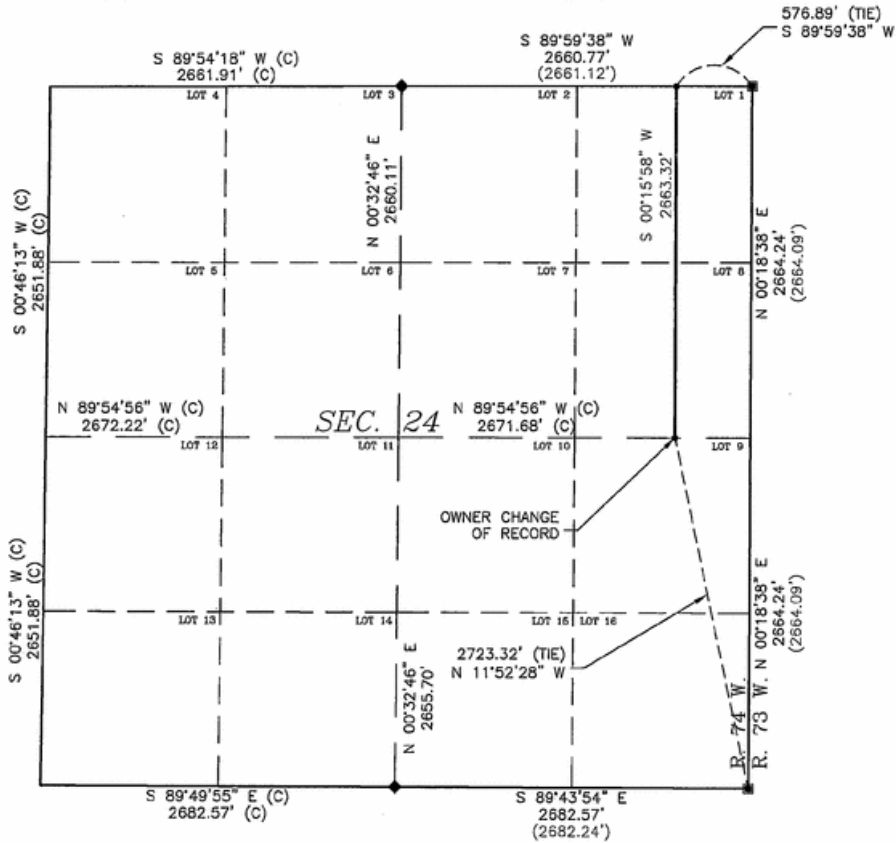 576.89' (TIE)
S 89°59'38" W
S 89°54'18" W (C)
2661.91' (C)
S 89°59'38" W
2660.77'
(2661.12')
LOT 4
LOT 3
LOT 2
LOT 1
S 00°46'13" W (C)
2651.88' (C)
N 00°32'46" E
2660.11'
S 00°15'58" W
2663.32'
N 00°18'38" E
2664.24'
(2664.09')
LOT 5
LOT 6
LOT 7
LOT 8
N 89°54'56" W (C)
2672.22' (C)
SEC. 24
N 89°54'56" W (C)
2671.68' (C)
LOT 12
LOT 11
LOT 10
LOT 9
OWNER CHANGE
OF RECORD
S 00°46'13" W (C)
2651.88' (C)
N 00°18'38" E
2664.24'
(2664.09')
LOT 13
LOT 14
LOT 15
LOT 16
2723.32' (TIE)
N 11°52'28" W
N 00°32'46" E
2655.70'
R. 74 W.
R. 73 W.
S 89°49'55" E (C)
2682.57' (C)
S 89°43'54" E
2682.57'
(2682.24')